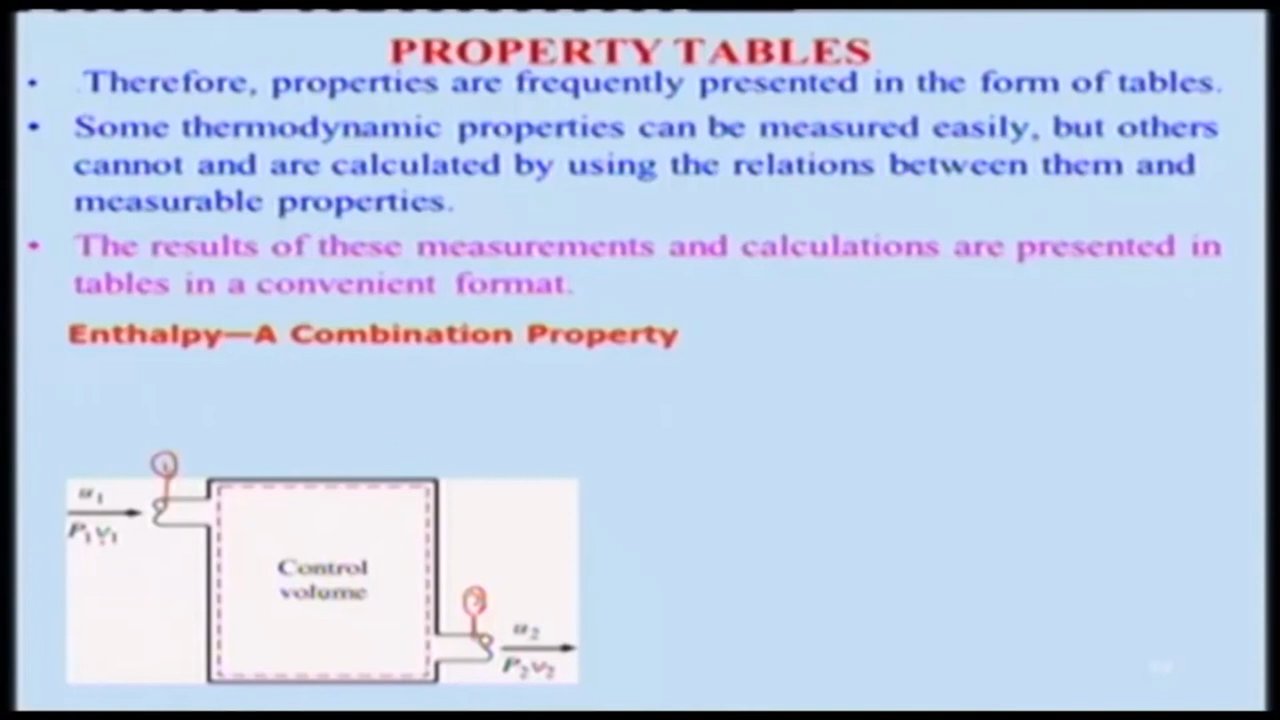 PROPERTY TABLES
• Therefore, properties are frequently presented in the form of tables.
• Some thermodynamic properties can be measured easily, but others
cannot and are calculated by using the relations between them and
measurable properties.
• The results of these measurements and calculations are presented in
tables in a convenient format.
Enthalpy—A Combination Property
1
u₁
P₁v₁
Control
volume
2
u₂
P₂v₂